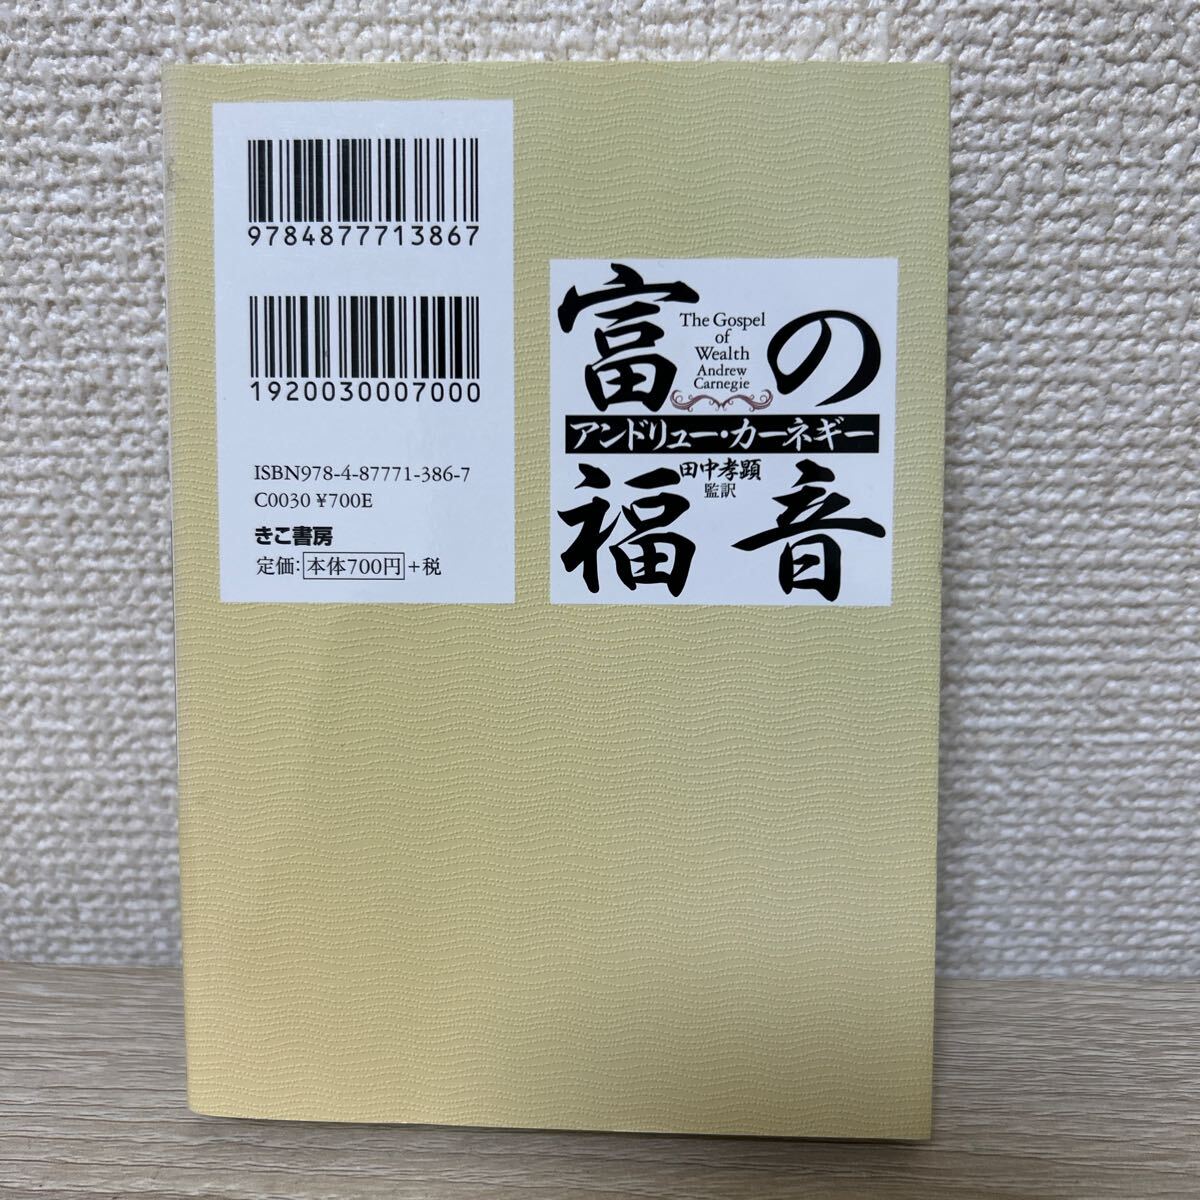 9784877713867
1920030007000
ISBN978-4-87771-386-7
C0030 ¥700E
きこ書房
定価：本体700円+税
富の
The Gospel
of
Wealth
Andrew
Carnegie
アンドリュー・カーネギー
田中孝顕
監訳
福音